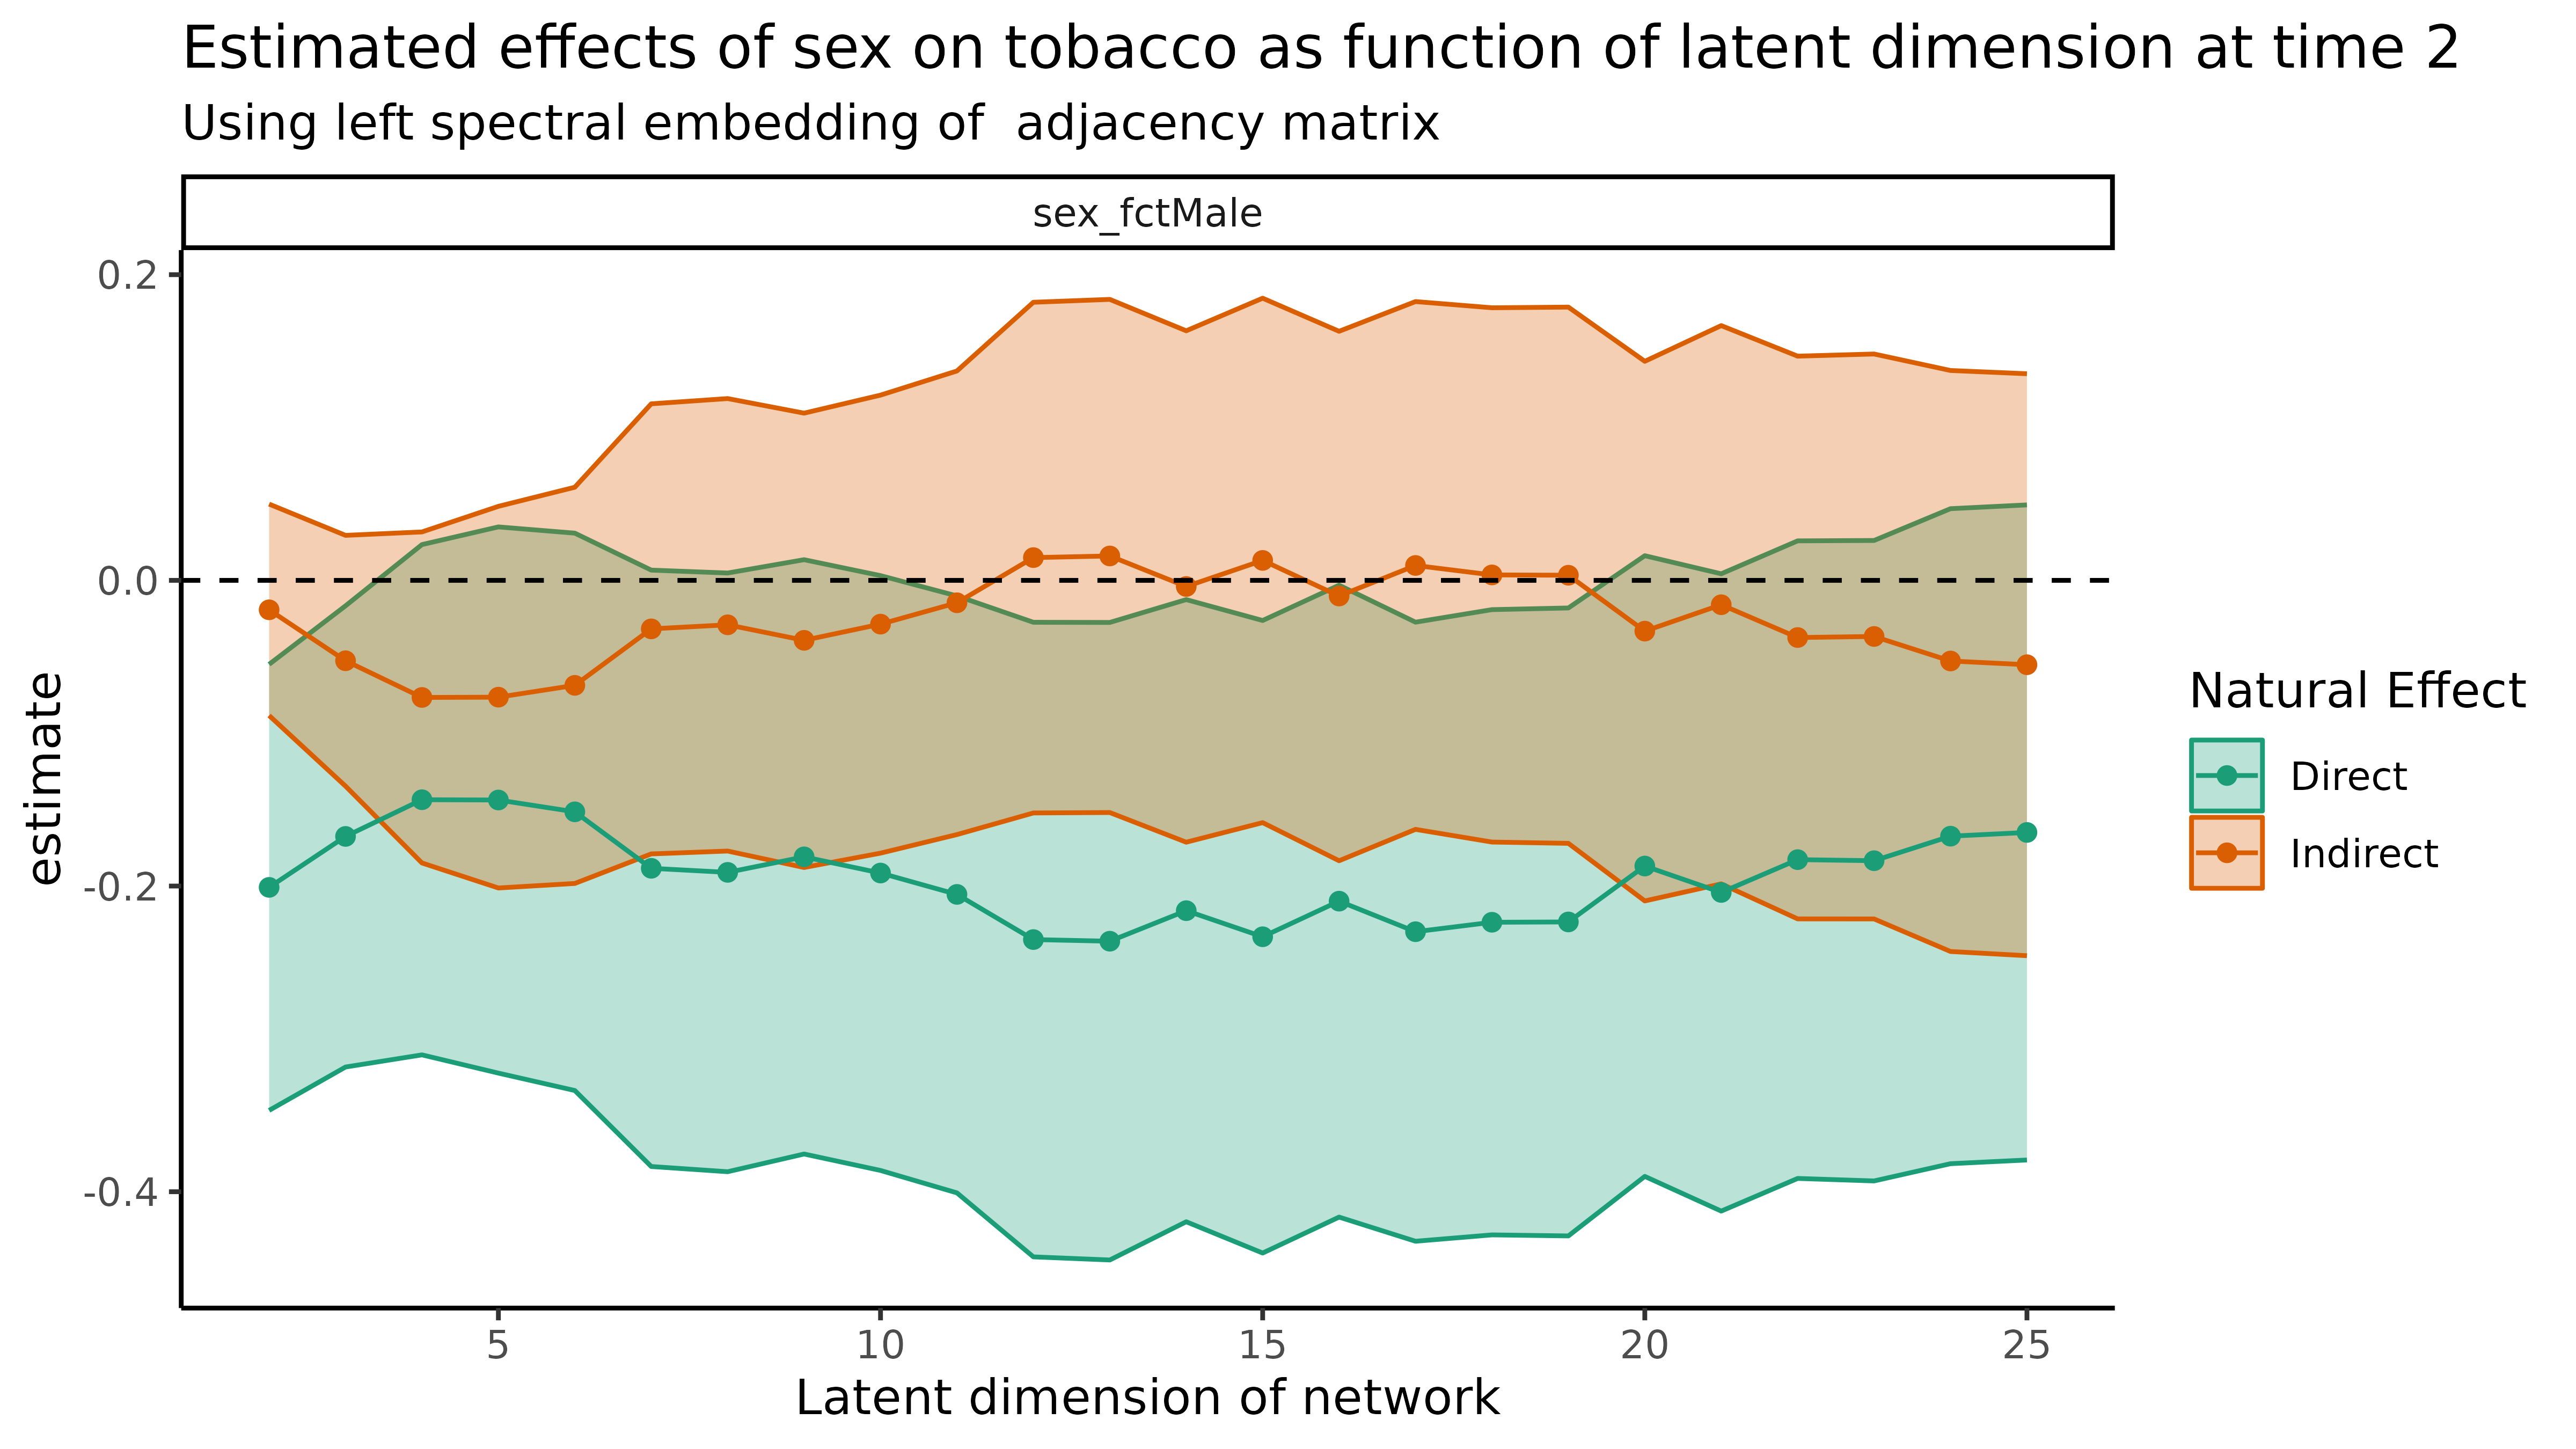 Estimated effects of sex on tobacco as function of latent dimension at time 2
Using left spectral embedding of  adjacency matrix
sex_fctMale
0.2
0.0
-0.2
-0.4
estimate
5 10 15 20 25
Latent dimension of network
Natural Effect
Direct
Indirect